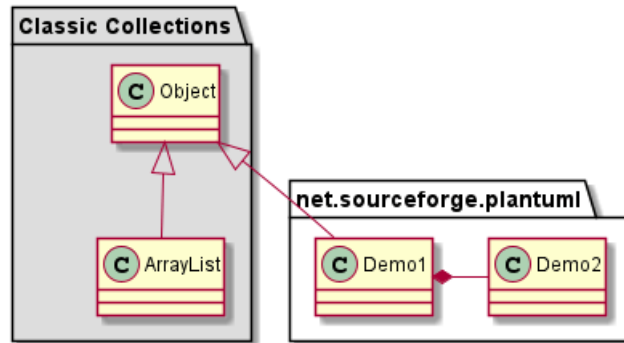 Classic Collections
C Object
net.sourceforge.plantuml
C ArrayList
C Demo1
C Demo2